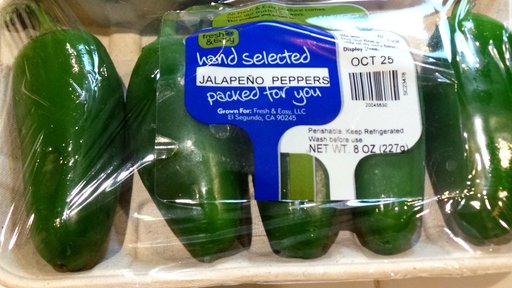 fresh
& easy
hand selected
JALAPEÑO PEPPERS
packed for you
Grown For: Fresh & Easy, LLC
El Segundo, CA 90245
Display Thru:
OCT 25
Perishable. Keep Refrigerated
Wash before use
NET WT. 8 OZ (227g)